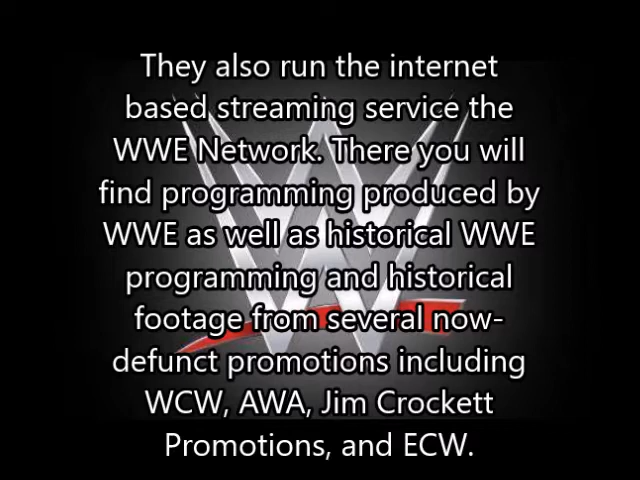 They also run the internet
based streaming service the
WWE Network. There you will
find programming produced by
WWE as well as historical WWE
programming and historical
footage from several now-
defunct promotions including
WCW, AWA, Jim Crockett
Promotions, and ECW.